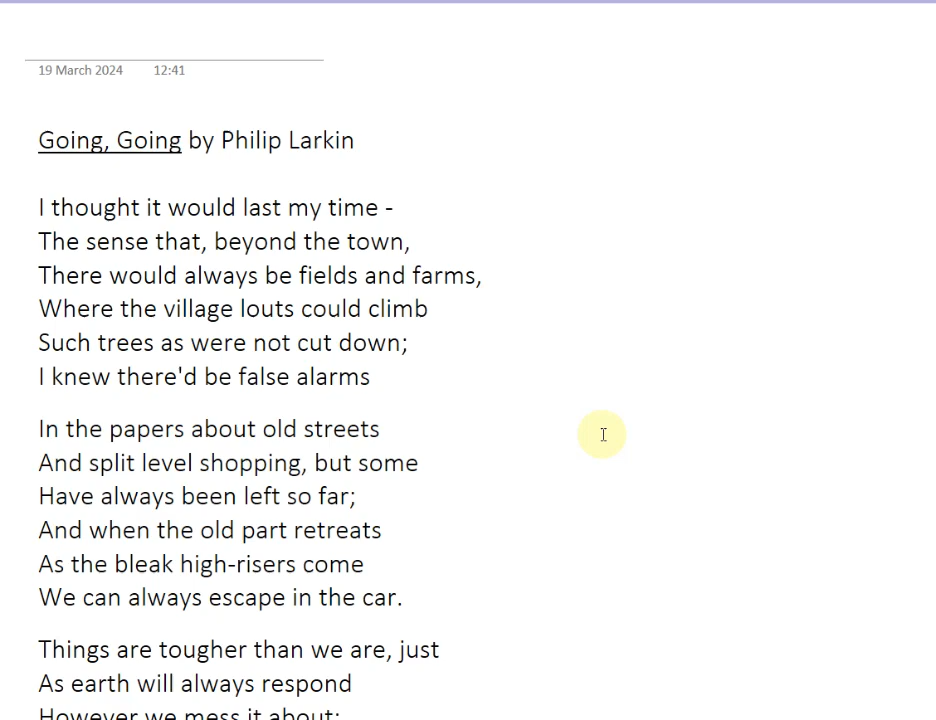 19 March 2024 12:41
Going, Going by Philip Larkin
I thought it would last my time -
The sense that, beyond the town,
There would always be fields and farms,
Where the village louts could climb
Such trees as were not cut down;
I knew there'd be false alarms
In the papers about old streets
And split level shopping, but some
Have always been left so far;
And when the old part retreats
As the bleak high-risers come
We can always escape in the car.
Things are tougher than we are, just
As earth will always respond
However we mess it about;